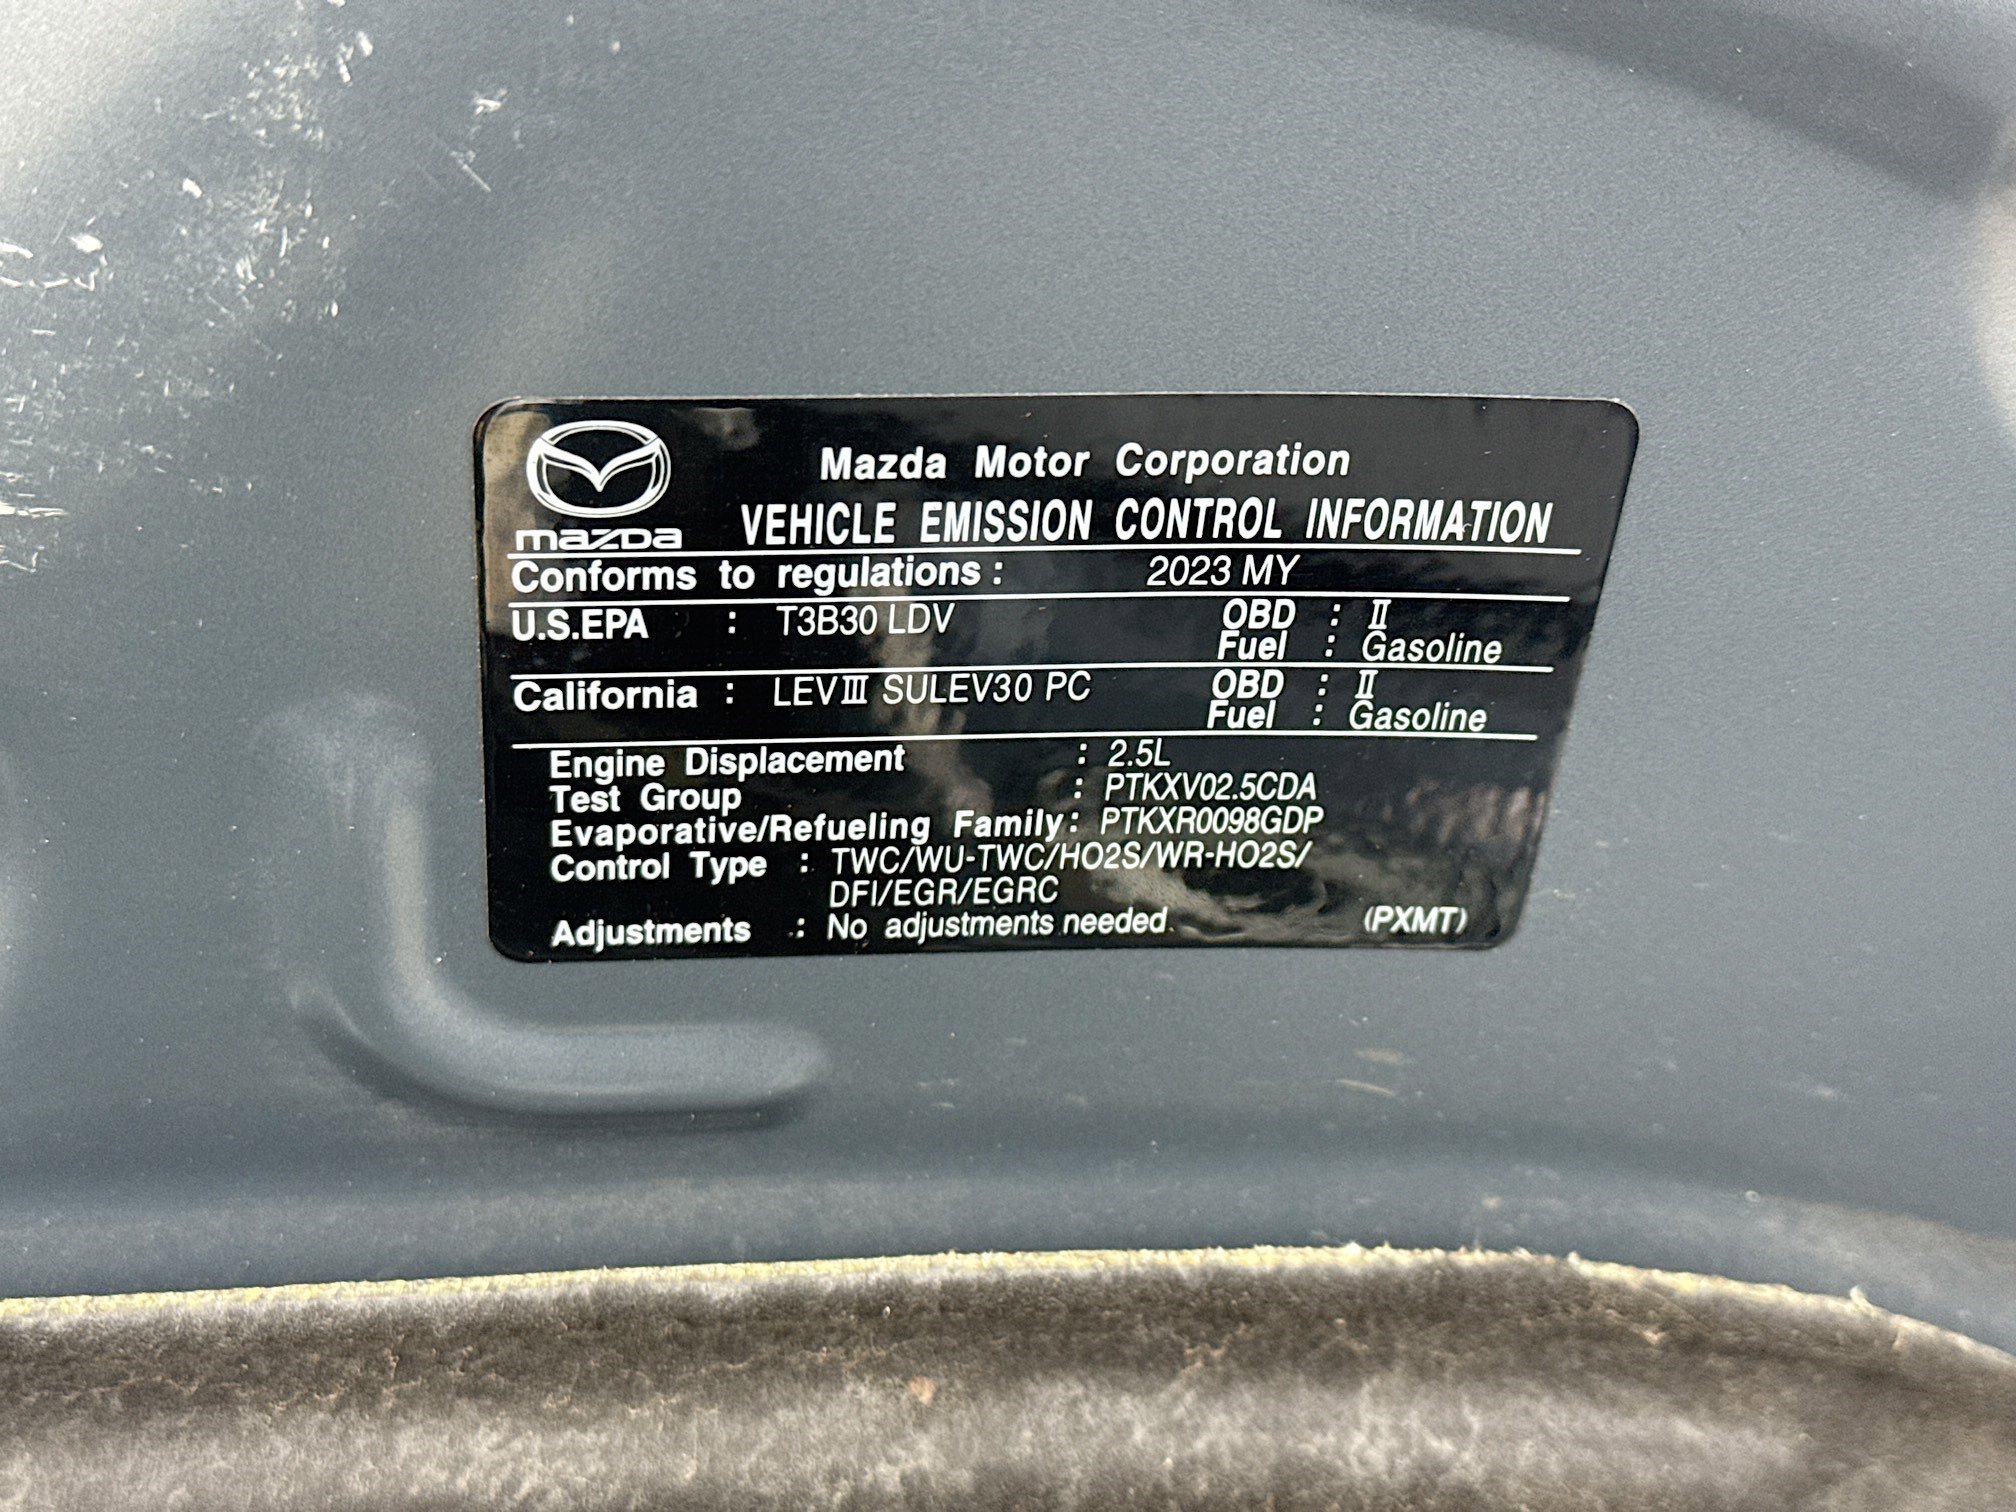 mazda
Mazda Motor Corporation
VEHICLE EMISSION CONTROL INFORMATION
Conforms to regulations : 2023 MY
U.S.EPA : T3B30 LDV OBD : II
Fuel : Gasoline
California : LEVIII SULEV30 PC OBD : II
Fuel : Gasoline
Engine Displacement : 2.5L
Test Group : PTKXV02.5CDA
Evaporative/Refueling Family : PTKXR0098GDP
Control Type : TWC/WU-TWC/HO2S/WR-HO2S/
DFI/EGR/EGRC
Adjustments : No adjustments needed. (PXMT)